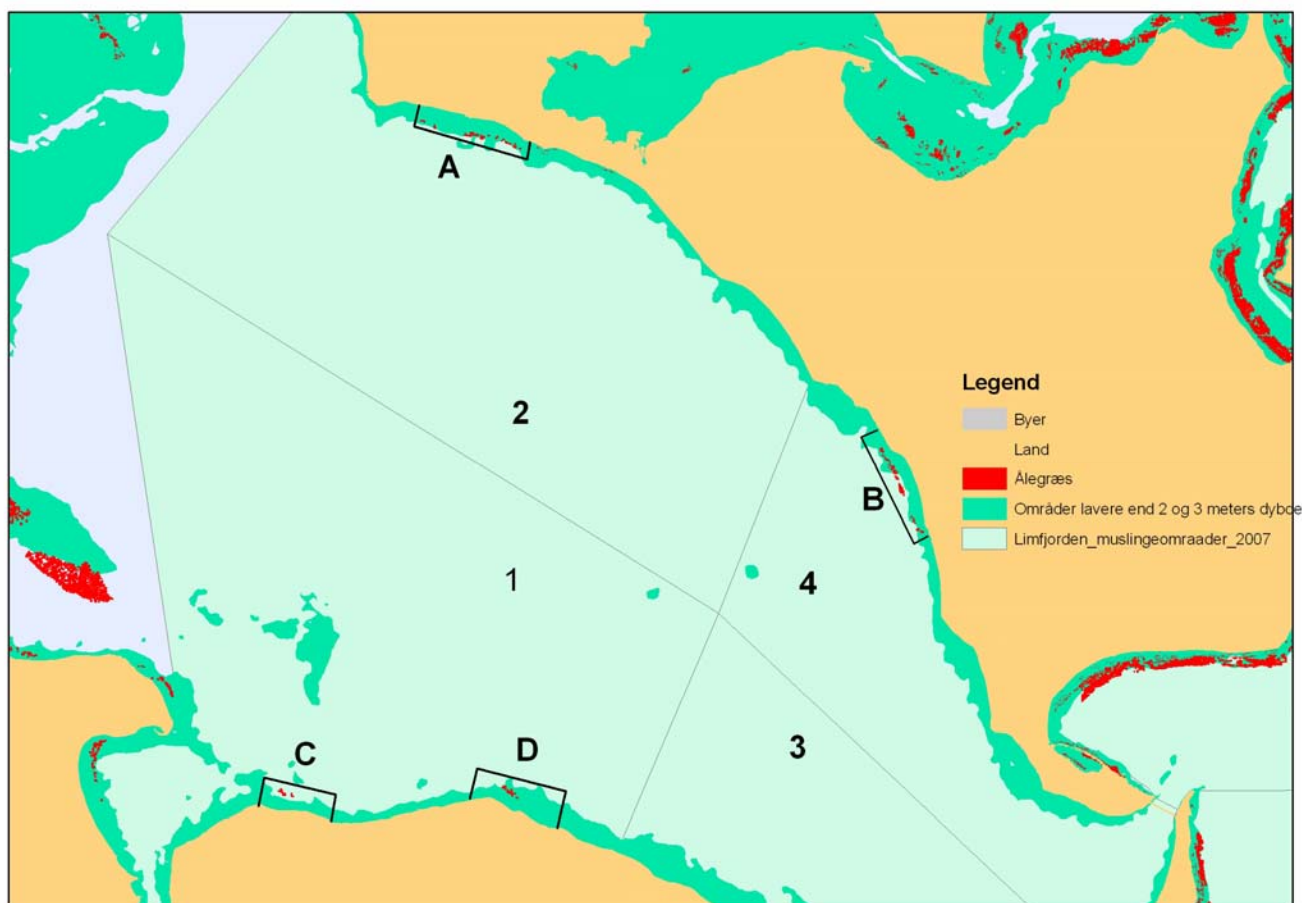 A
2
Legend
Byer
Land
Ålegræs
Områder lavere end 2 og 3 meters dybde
Limfjorden_muslingeomraader_2007
B
1
4
3
C
D